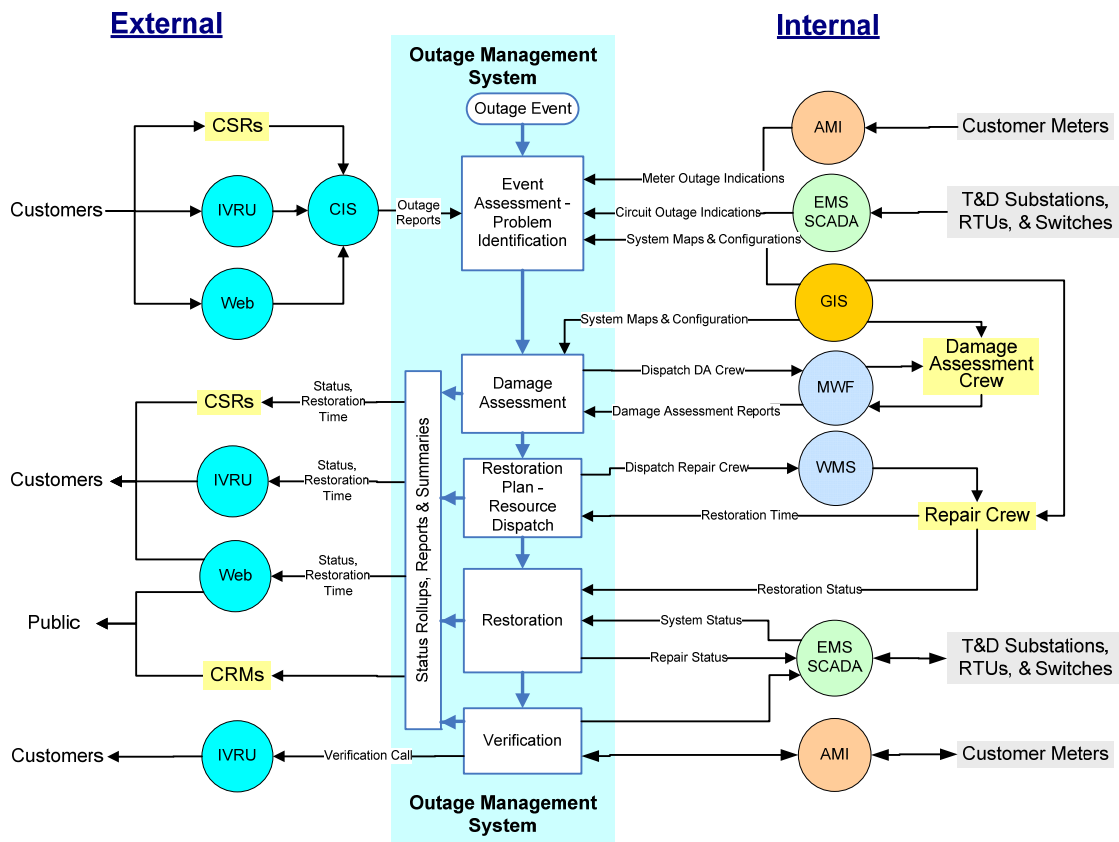 External
Internal
Outage Management
System
Outage Event
CSRs
AMI
Customer Meters
Meter Outage Indications
Event
Assessment -
Problem
Identification
Customers
IVRU
CIS
Outage
Reports
Circuit Outage Indications
EMS
SCADA
T&D Substations,
RTUs, & Switches
System Maps & Configurations
Web
GIS
System Maps & Configuration
Damage
Assessment
Crew
Damage
Assessment
Dispatch DA Crew
MWF
Damage Assessment Reports
CSRs
Status,
Restoration
Time
Status Rollups, Reports & Summaries
Customers
IVRU
Status,
Restoration
Time
Restoration
Plan -
Resource
Dispatch
Dispatch Repair Crew
WMS
Restoration Time
Repair Crew
Web
Status,
Restoration
Time
Restoration Status
Public
Restoration
System Status
Repair Status
EMS
SCADA
T&D Substations,
RTUs, & Switches
CRMs
Customers
IVRU
Verification Call
Verification
AMI
Customer Meters
Outage Management
System